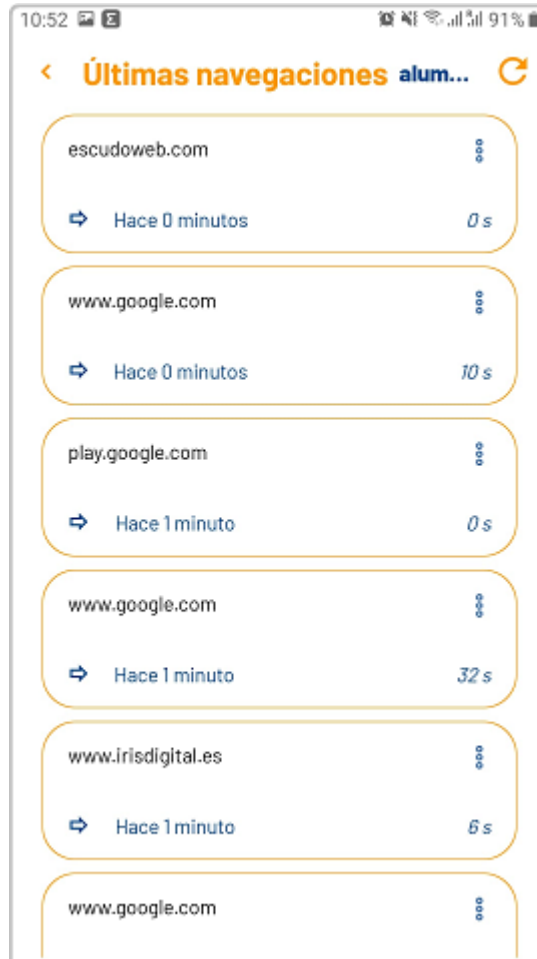 10:52 91%
Últimas navegaciones alum...
escudoweb.com
Hace 0 minutos 0 s
www.google.com
Hace 0 minutos 10 s
play.google.com
Hace 1 minuto 0 s
www.google.com
Hace 1 minuto 32 s
www.irisdigital.es
Hace 1 minuto 6 s
www.google.com